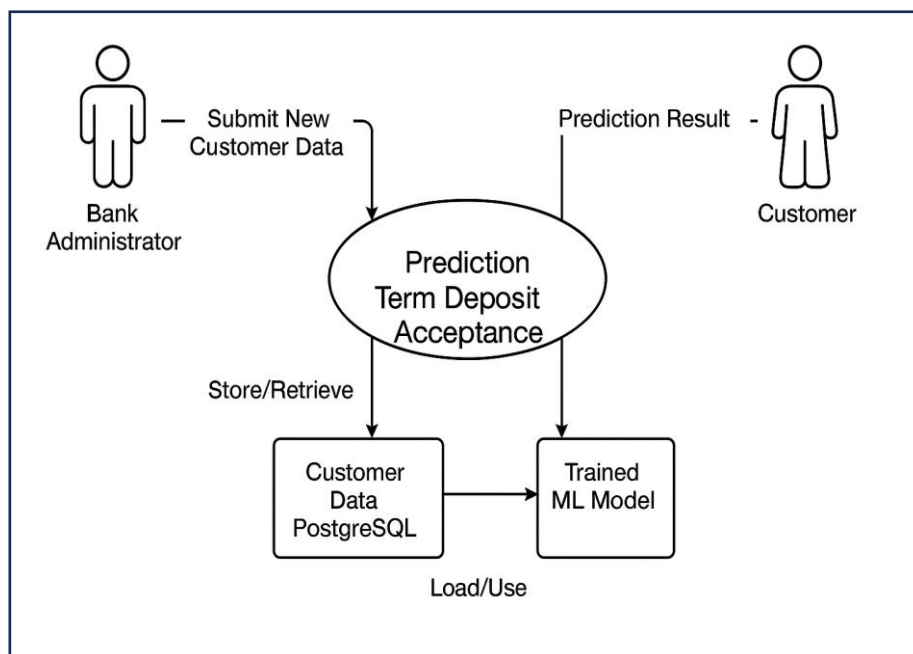 Submit New
Customer Data
Prediction Result
Bank
Administrator
Customer
Prediction
Term Deposit
Acceptance
Store/Retrieve
Customer
Data
PostgreSQL
Trained
ML Model
Load/Use